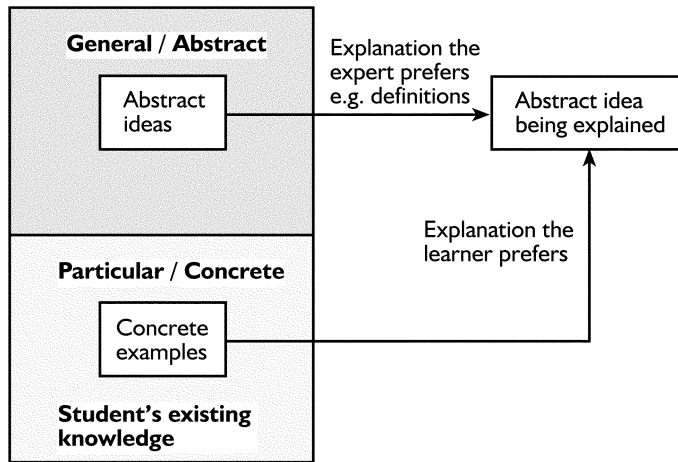 General / Abstract
Abstract
ideas
Explanation the
expert prefers
e.g. definitions
Abstract idea
being explained
Explanation the
learner prefers
Particular / Concrete
Concrete
examples
Student's existing
knowledge